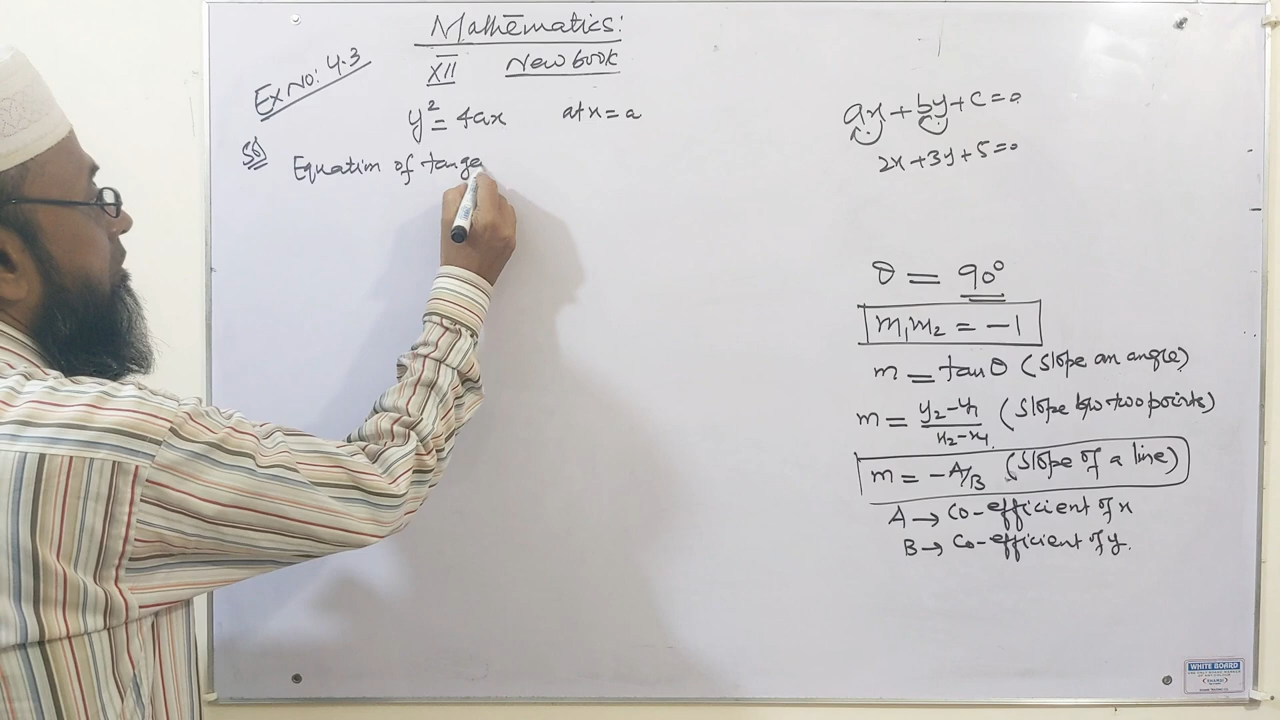 Mathematics:
XII New book
Ex No: 4.3
y² = 4ax at x = a
Equation of tange
ax + by + c = 0
2x + 3y + 5 = 0
θ = 90°
m₁m₂ = -1
m = tanθ (Slope an angle)
m = y₂-y₁/x₂-x₁ (Slope b/w two points)
m = -A/B (Slope of a line)
A → Co-efficient of x
B → Co-efficient of y.
WHITE BOARD